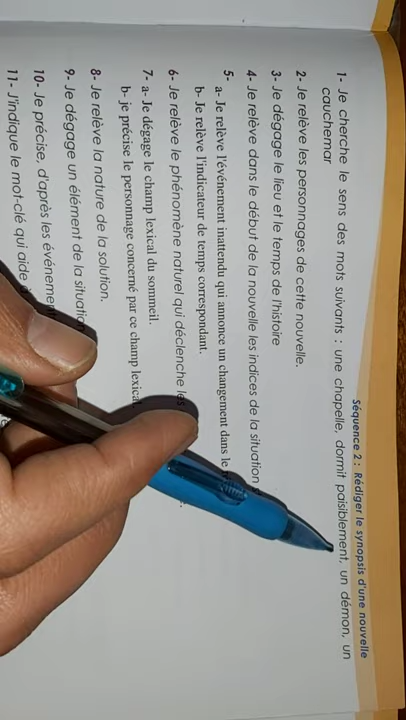 Séquence 2 : Rédiger le synopsis d'une nouvelle
1- Je cherche le sens des mots suivants : une chapelle, dormit paisiblement, un démon, un
cauchemar
2- Je relève les personnages de cette nouvelle.
3- Je dégage le lieu et le temps de l'histoire
4- Je relève dans le début de la nouvelle les indices de la situation
5-
a- Je relève l'événement inattendu qui annonce un changement dans le
b- Je relève l'indicateur de temps correspondant.
6- Je relève le phénomène naturel qui déclenche les
7- a- Je dégage le champ lexical du sommeil.
b- je précise le personnage concerné par ce champ lexical
8- Je relève la nature de la solution.
9- Je dégage un élément de la situation
10- Je précise, d'après les événements
11- J'indique le mot-clé qui aide